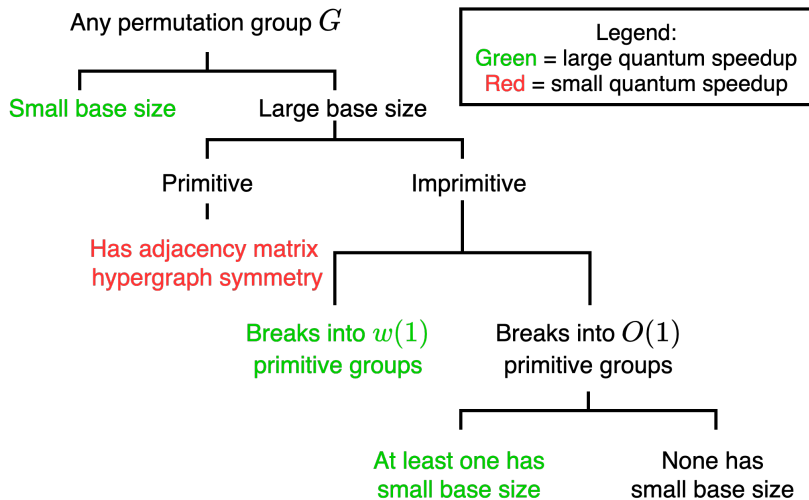 Any permutation group G
Legend:
Green = large quantum speedup
Red = small quantum speedup
Small base size
Large base size
Primitive
Imprimitive
Has adjacency matrix
hypergraph symmetry
Breaks into w(1)
primitive groups
Breaks into O(1)
primitive groups
At least one has
small base size
None has
small base size